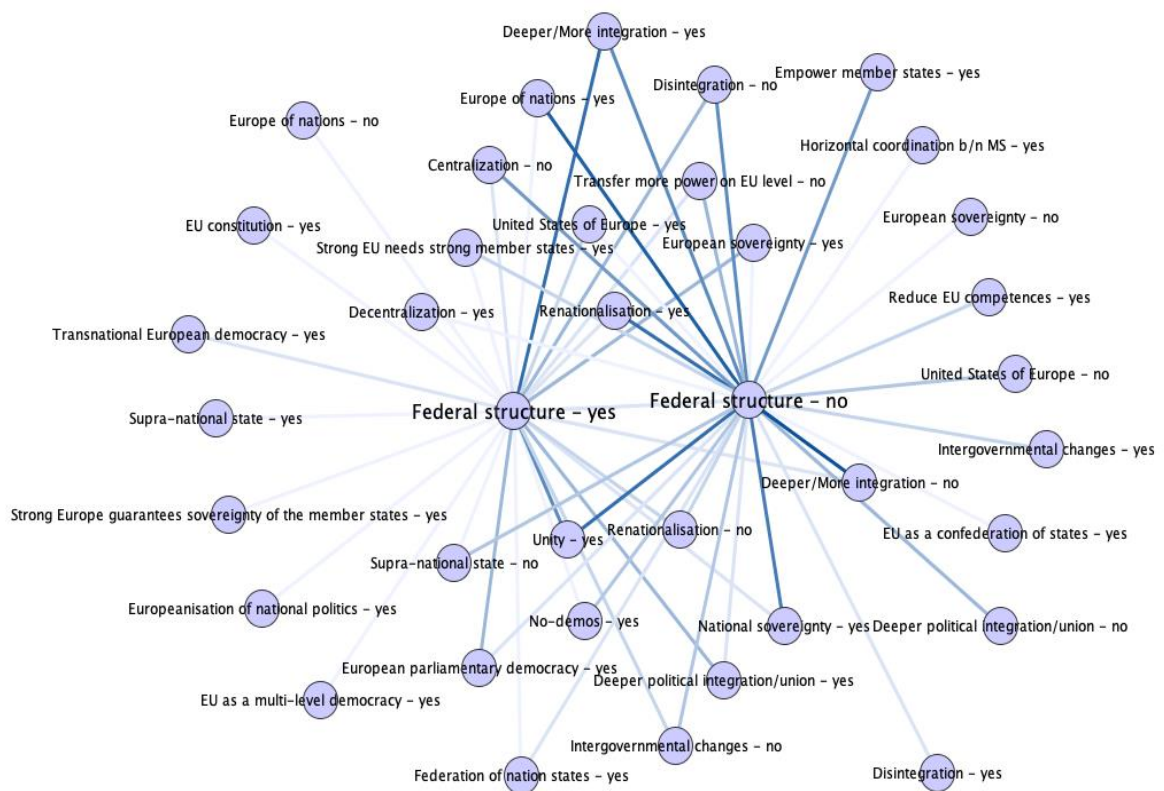 Deeper/More integration – yes
Empower member states – yes
Disintegration – no
Europe of nations – yes
Europe of nations – no
Horizontal coordination b/n MS – yes
Centralization – no
Transfer more power on EU level – no
European sovereignty – no
EU constitution – yes
United States of Europe – yes
Strong EU needs strong member states – yes
European sovereignty – yes
Reduce EU competences – yes
Decentralization – yes
Renationalisation – yes
Transnational European democracy – yes
United States of Europe – no
Federal structure – no
Federal structure – yes
Supra-national state – yes
Intergovernmental changes – yes
Deeper/More integration – no
Strong Europe guarantees sovereignty of the member states – yes
Renationalisation – no
EU as a confederation of states – yes
Unity – yes
Supra-national state – no
Europeanisation of national politics – yes
No-demos – yes
National sovereignty – yes
Deeper political integration/union – no
European parliamentary democracy – yes
Deeper political integration/union – yes
EU as a multi-level democracy – yes
Intergovernmental changes – no
Federation of nation states – yes
Disintegration – yes